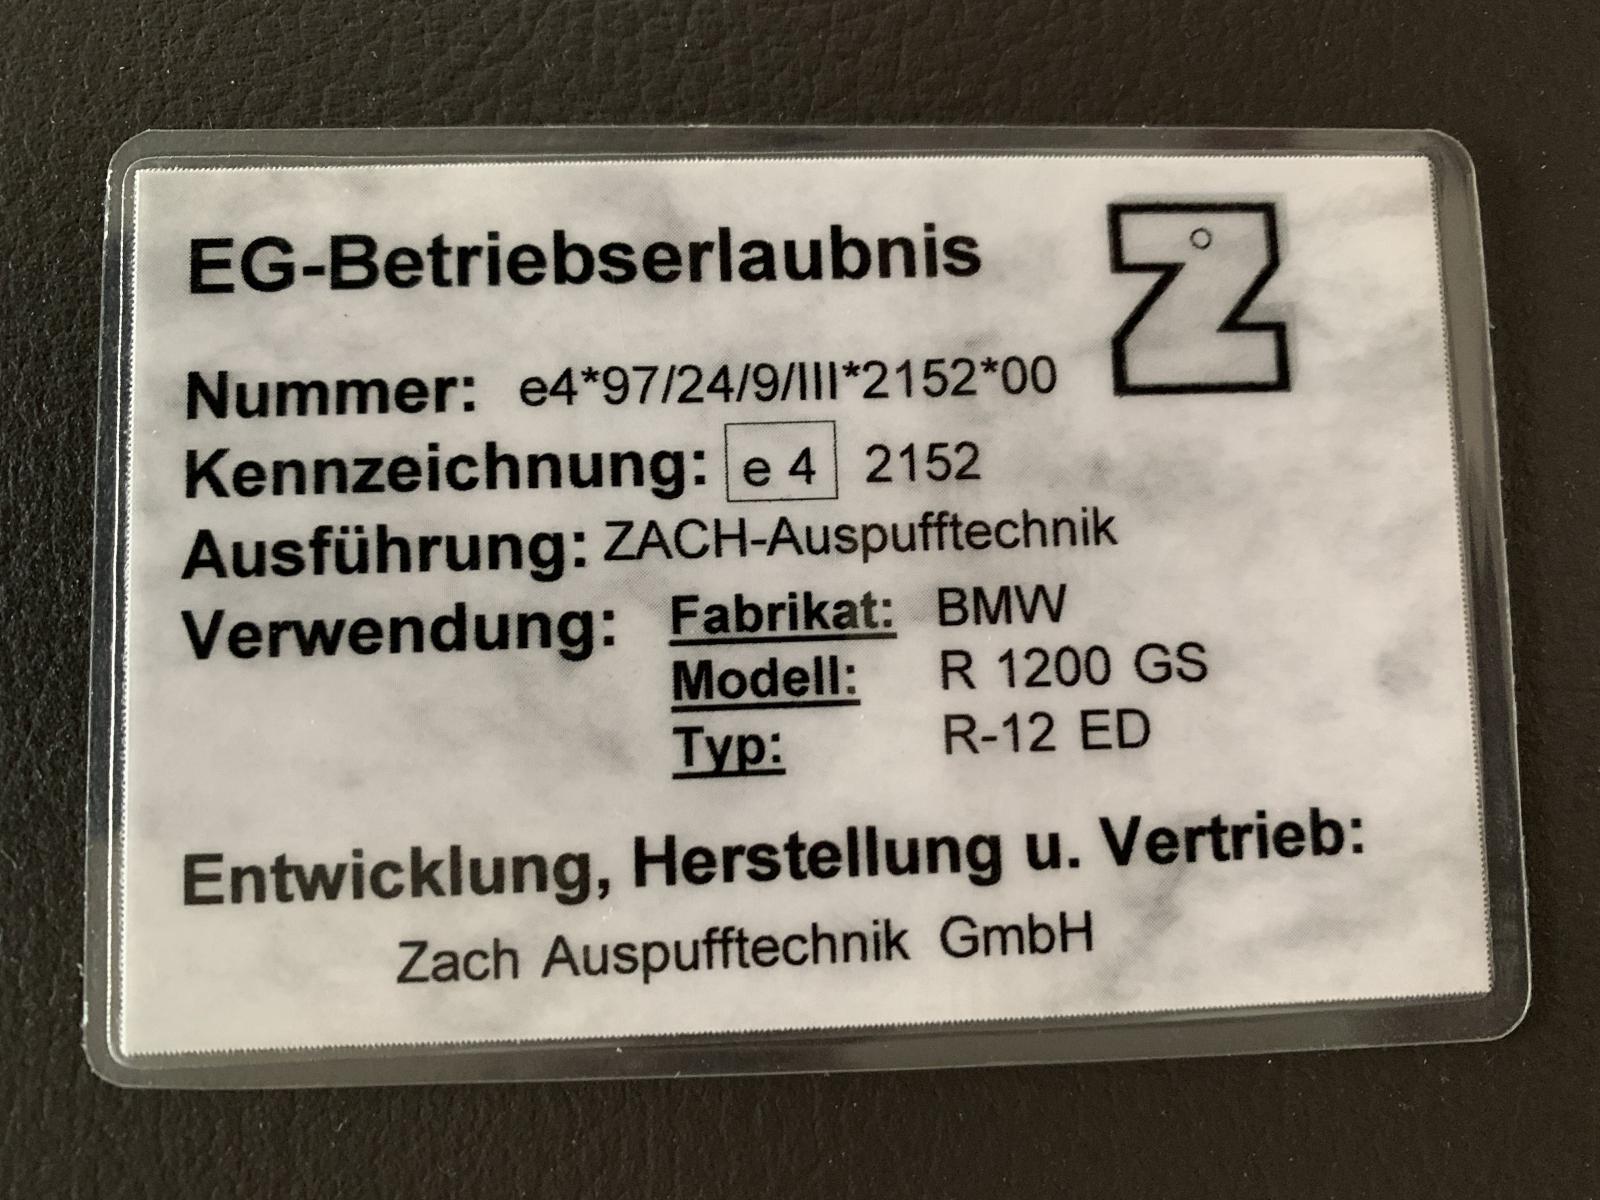 EG-Betriebserlaubnis
Z
Nummer: e4*97/24/9/III*2152*00
Kennzeichnung: e 4 2152
Ausführung: ZACH-Auspufftechnik
Verwendung: Fabrikat: BMW
Modell: R 1200 GS
Typ: R-12 ED
Entwicklung, Herstellung u. Vertrieb:
Zach Auspufftechnik GmbH